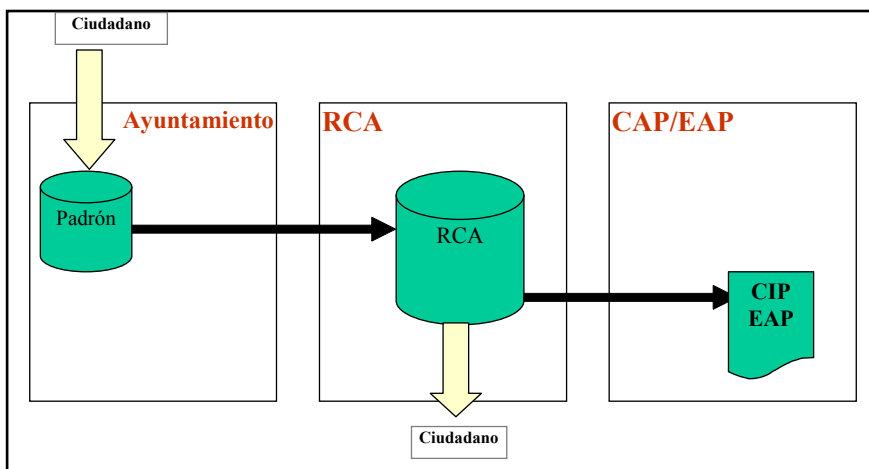 Ciudadano
Ayuntamiento
RCA
CAP/EAP
Padrón
RCA
CIP
EAP
Ciudadano